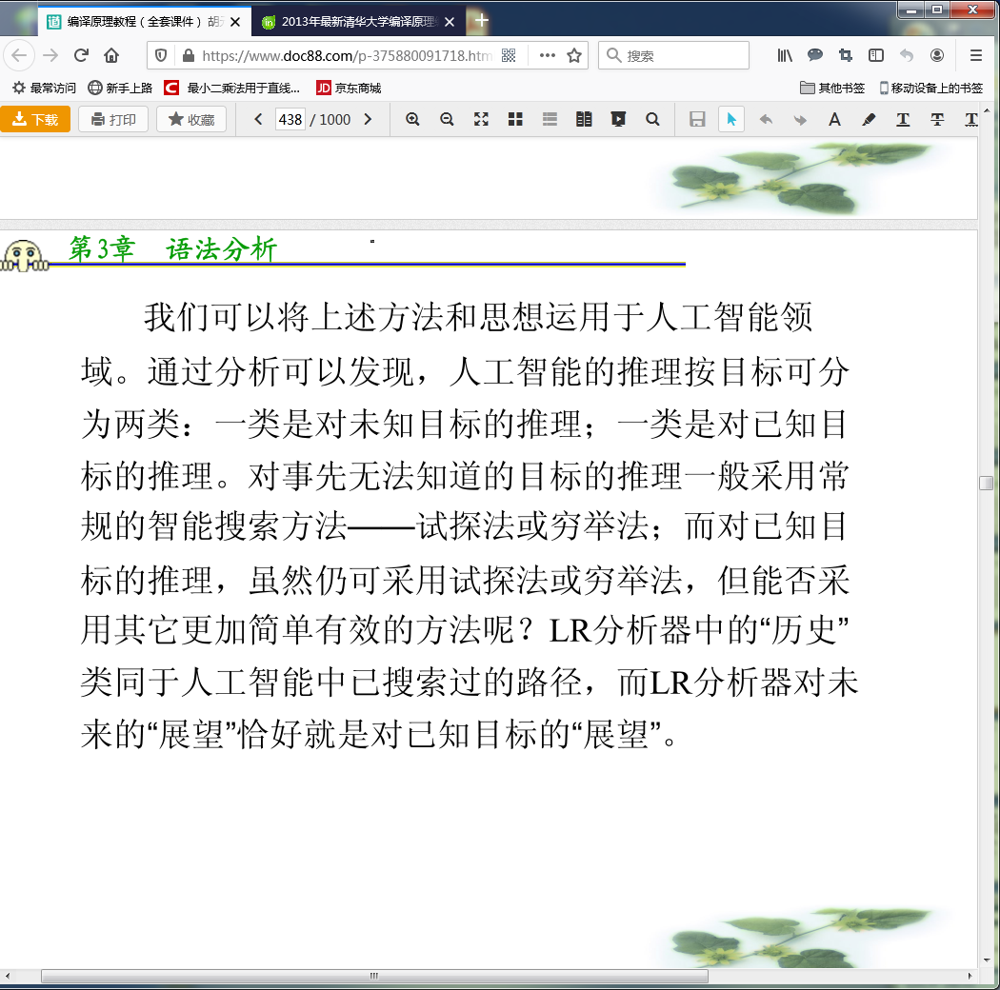 编译原理教程（全套课件）胡
2013年最新清华大学编译原理
https://www.doc88.com/p-375880091718.htm
搜索
最常访问 新手上路 最小二乘法用于直线... JD 京东商城 其他书签 移动设备上的书签
下载 打印 收藏 438 / 1000
第3章 语法分析
我们可以将上述方法和思想运用于人工智能领
域。通过分析可以发现，人工智能的推理按目标可分
为两类：一类是对未知目标的推理；一类是对已知目
标的推理。对事先无法知道的目标的推理一般采用常
规的智能搜索方法——试探法或穷举法；而对已知目
标的推理，虽然仍可采用试探法或穷举法，但能否采
用其它更加简单有效的方法呢？LR分析器中的“历史”
类同于人工智能中已搜索过的路径，而LR分析器对未
来的“展望”恰好就是对已知目标的“展望”。